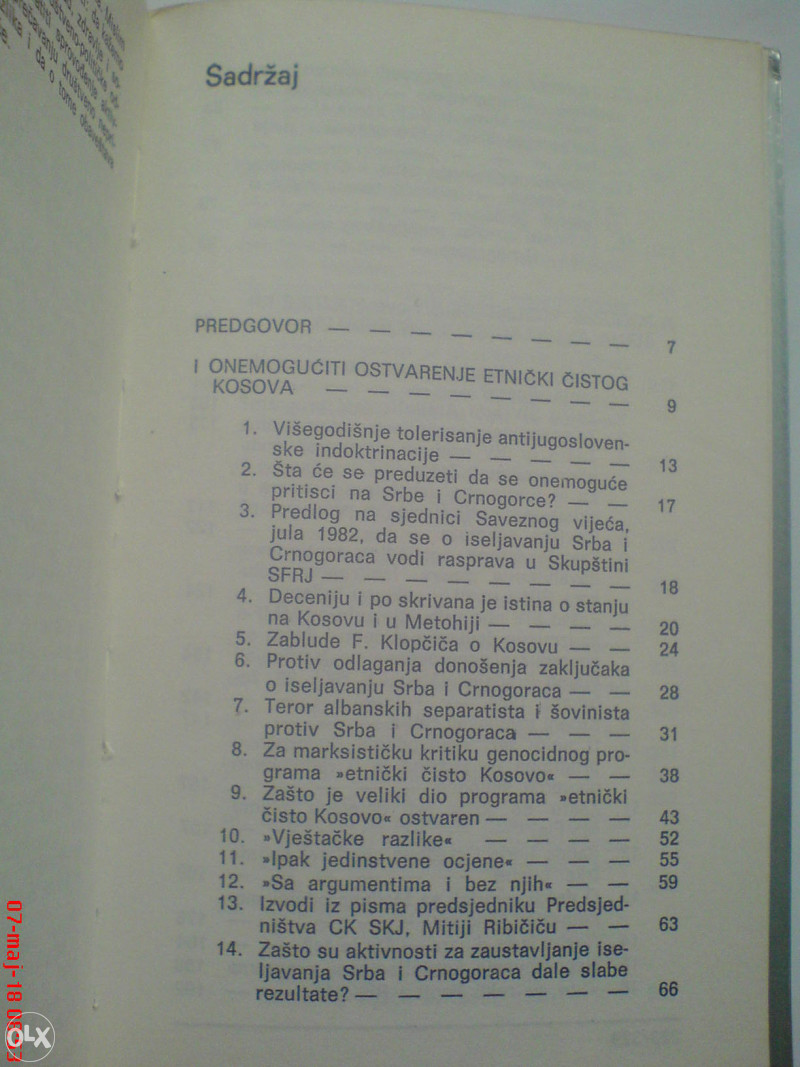 Sadržaj
PREDGOVOR — — — — — — — — 7
I ONEMOGUĆITI OSTVARENJE ETNIČKI ČISTOG
KOSOVA — — — — — — — — 9
1. Višegodišnje tolerisanje antijugosloven-
ske indoktrinacije — — — — — 13
2. Šta će se preduzeti da se onemoguće
pritisci na Srbe i Crnogorce? — — 17
3. Predlog na sjednici Saveznog vijeća,
jula 1982, da se o iseljavanju Srba i
Crnogoraca vodi rasprava u Skupštini
SFRJ — — — — — — — — 18
4. Deceniju i po skrivana je istina o stanju
na Kosovu i u Metohiji — — — — 20
5. Zablude F. Klopčiča o Kosovu — — 24
6. Protiv odlaganja donošenja zaključaka
o iseljavanju Srba i Crnogoraca — — 28
7. Teror albanskih separatista i šovinista
protiv Srba i Crnogoraca — — — 31
8. Za marksističku kritiku genocidnog pro-
grama »etnički čisto Kosovo« — — 38
9. Zašto je veliki dio programa »etnički
čisto Kosovo« ostvaren — — — — 43
10. »Vještačke razlike« — — — — 52
11. »Ipak jedinstvene ocjene« — — — 55
12. »Sa argumentima i bez njih« — — 59
13. Izvodi iz pisma predsjedniku Predsjed-
ništva CK SKJ, Mitiji Ribičiču — — 63
14. Zašto su aktivnosti za zaustavljanje ise-
ljavanja Srba i Crnogoraca dale slabe
rezultate? — — — — — — — 66
07-maj-18
OLX